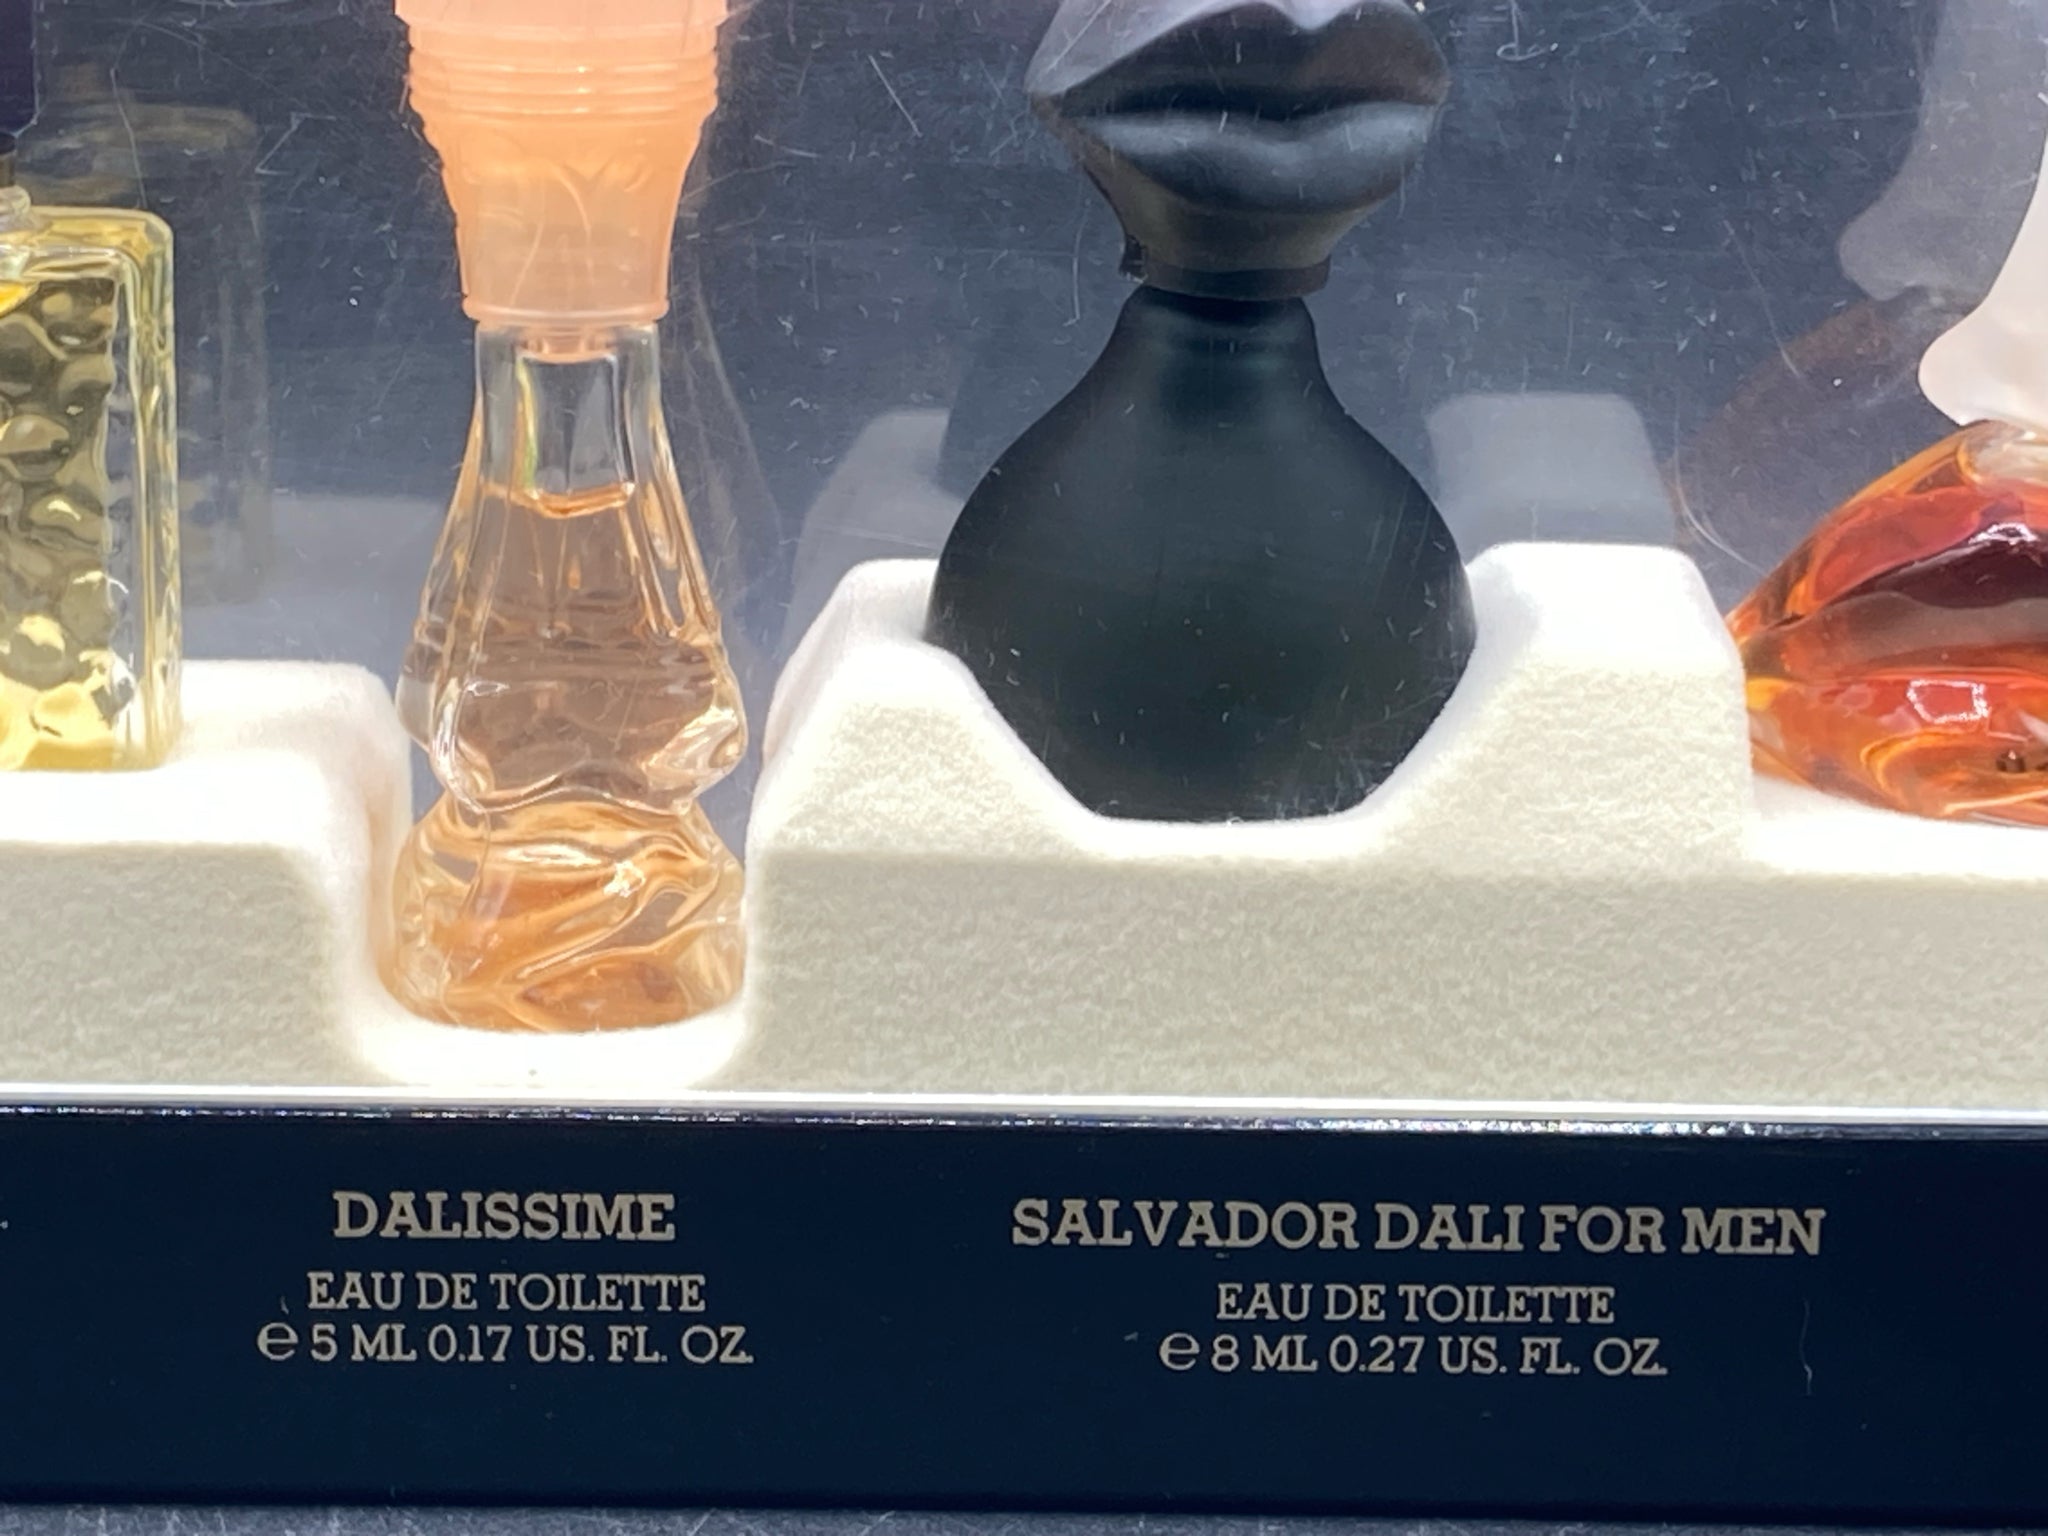 DALISSIME
EAU DE TOILETTE
℮ 5 ML 0.17 US. FL. OZ.
SALVADOR DALI FOR MEN
EAU DE TOILETTE
℮ 8 ML 0.27 US. FL. OZ.